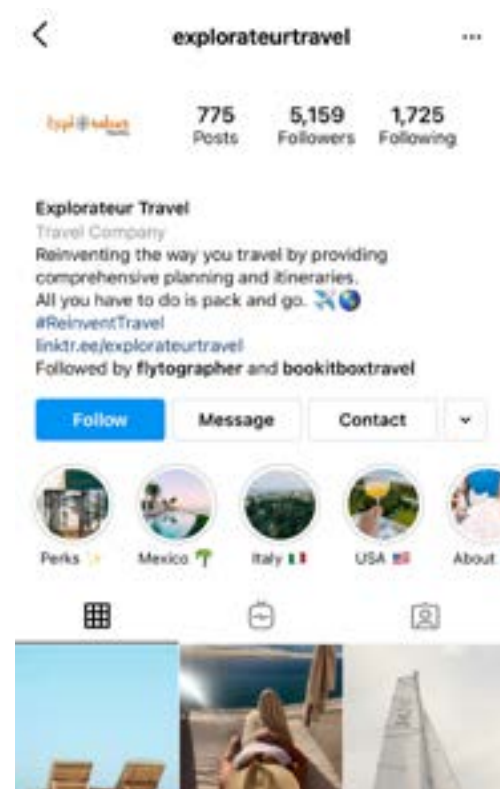 explorateurtravel
775 5,159 1,725
Posts Followers Following
Explorateur Travel
Travel Company
Reinventing the way you travel by providing
comprehensive planning and itineraries.
All you have to do is pack and go. ✈️🌎
#ReinventTravel
linktr.ee/explorateurtravel
Followed by flytographer and bookitboxtravel
Follow Message Contact
Perks ✨ Mexico 🌴 Italy 🇮🇹 USA 🇺🇸 About